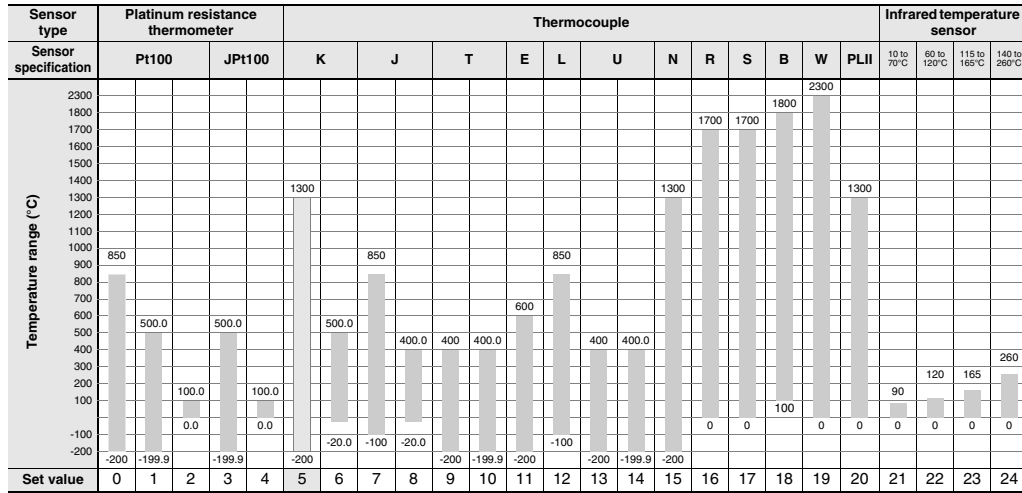 Sensor type Platinum resistance thermometer Thermocouple Infrared temperature sensor
Sensor specification Pt100 JPt100 K J T E L U N R S B W PLII 10 to 70°C 60 to 120°C 115 to 165°C 140 to 260°C
Temperature range (°C)
2300 2300
1800 1800
1700 1700 1700
1600
1500
1400
1300 1300 1300 1300
1200
1100
1000
900 850 850 850
800
700
600 600
500 500.0 500.0 500.0
400 400.0 400 400.0 400 400.0
300 260
200 120 165
100 100.0 100.0 100 90
0.0 0.0 0 0 0 0 0 0 0 0
-100 -20.0 -100 -20.0 -100
-200 -200 -199.9 -199.9 -200 -200 -199.9 -200 -200 -199.9 -200
Set value 0 1 2 3 4 5 6 7 8 9 10 11 12 13 14 15 16 17 18 19 20 21 22 23 24